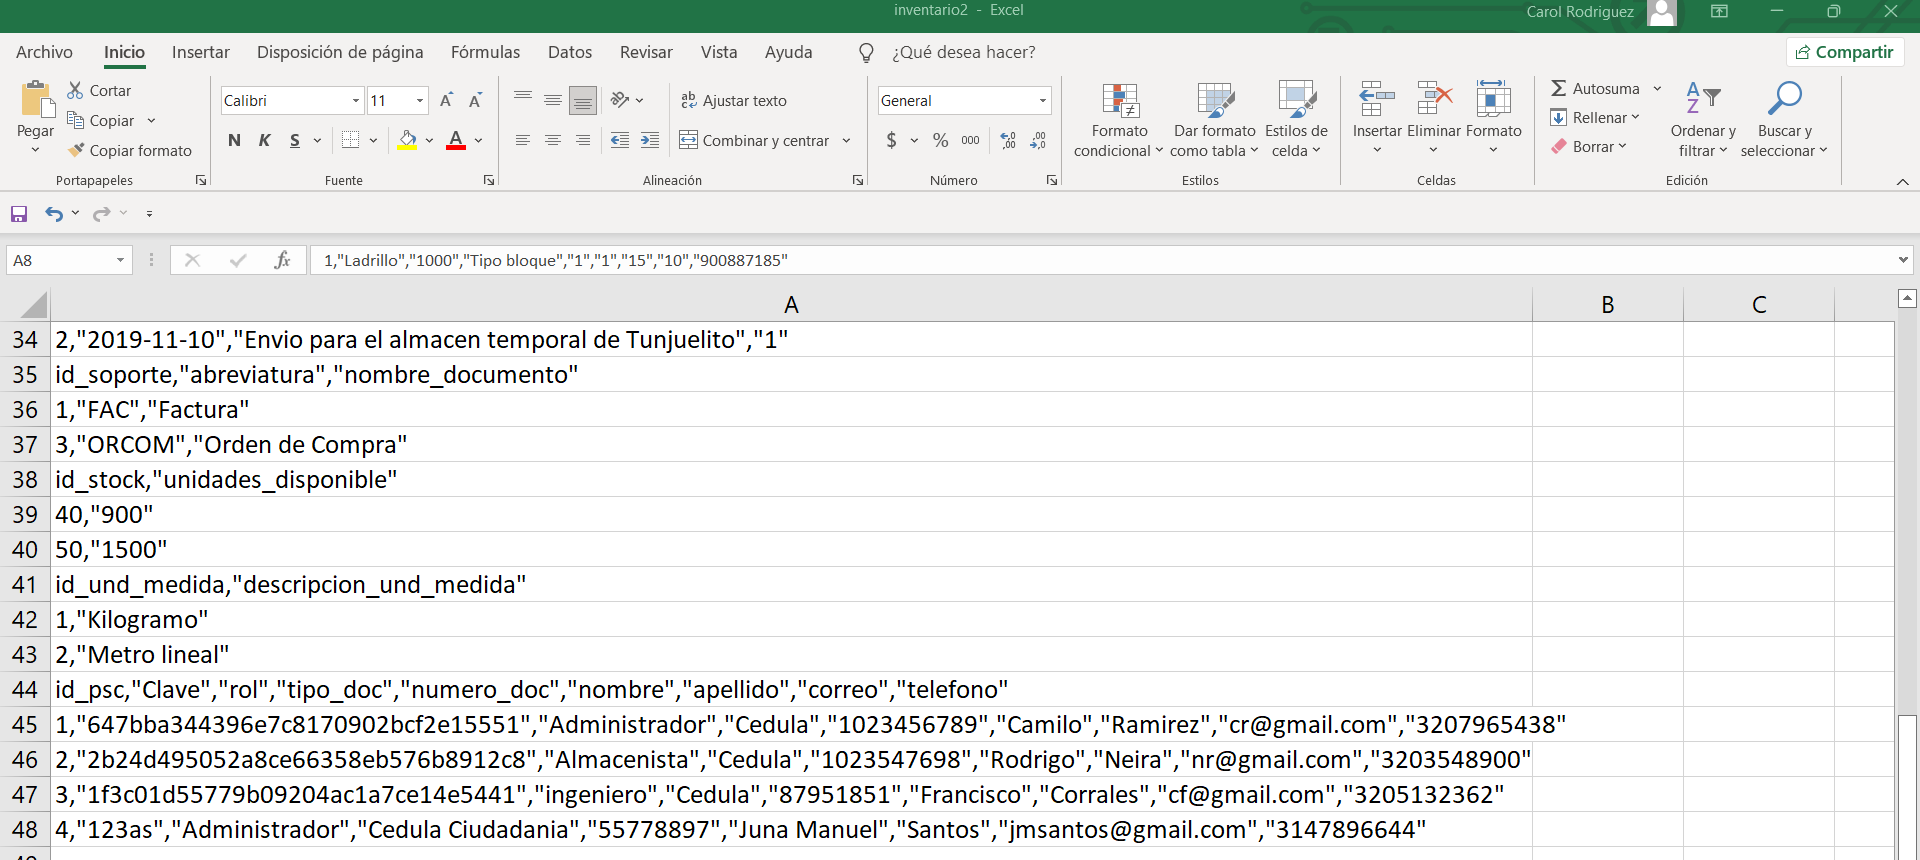 inventario2 - Excel
Carol Rodriguez
Archivo Inicio Insertar Disposición de página Fórmulas Datos Revisar Vista Ayuda ¿Qué desea hacer? Compartir
Pegar
Cortar
Copiar
Copiar formato
Portapapeles
Calibri 11
N K S A
Fuente
Ajustar texto
Combinar y centrar
Alineación
General
$ % 000
Número
Formato condicional
Dar formato como tabla
Estilos de celda
Estilos
Insertar Eliminar Formato
Celdas
Autosuma
Rellenar
Borrar
Ordenar y filtrar
Buscar y seleccionar
Edición
A8 fx 1,"Ladrillo","1000","Tipo bloque","1","1","15","10","900887185"
A B C
34 2,"2019-11-10","Envio para el almacen temporal de Tunjuelito","1"
35 id_soporte,"abreviatura","nombre_documento"
36 1,"FAC","Factura"
37 3,"ORCOM","Orden de Compra"
38 id_stock,"unidades_disponible"
39 40,"900"
40 50,"1500"
41 id_und_medida,"descripcion_und_medida"
42 1,"Kilogramo"
43 2,"Metro lineal"
44 id_psc,"Clave","rol","tipo_doc","numero_doc","nombre","apellido","correo","telefono"
45 1,"647bba344396e7c8170902bcf2e15551","Administrador","Cedula","1023456789","Camilo","Ramirez","cr@gmail.com","3207965438"
46 2,"2b24d495052a8ce66358eb576b8912c8","Almacenista","Cedula","1023547698","Rodrigo","Neira","nr@gmail.com","3203548900"
47 3,"1f3c01d55779b09204ac1a7ce14e5441","ingeniero","Cedula","87951851","Francisco","Corrales","cf@gmail.com","3205132362"
48 4,"123as","Administrador","Cedula Ciudadania","55778897","Juna Manuel","Santos","jmsantos@gmail.com","3147896644"